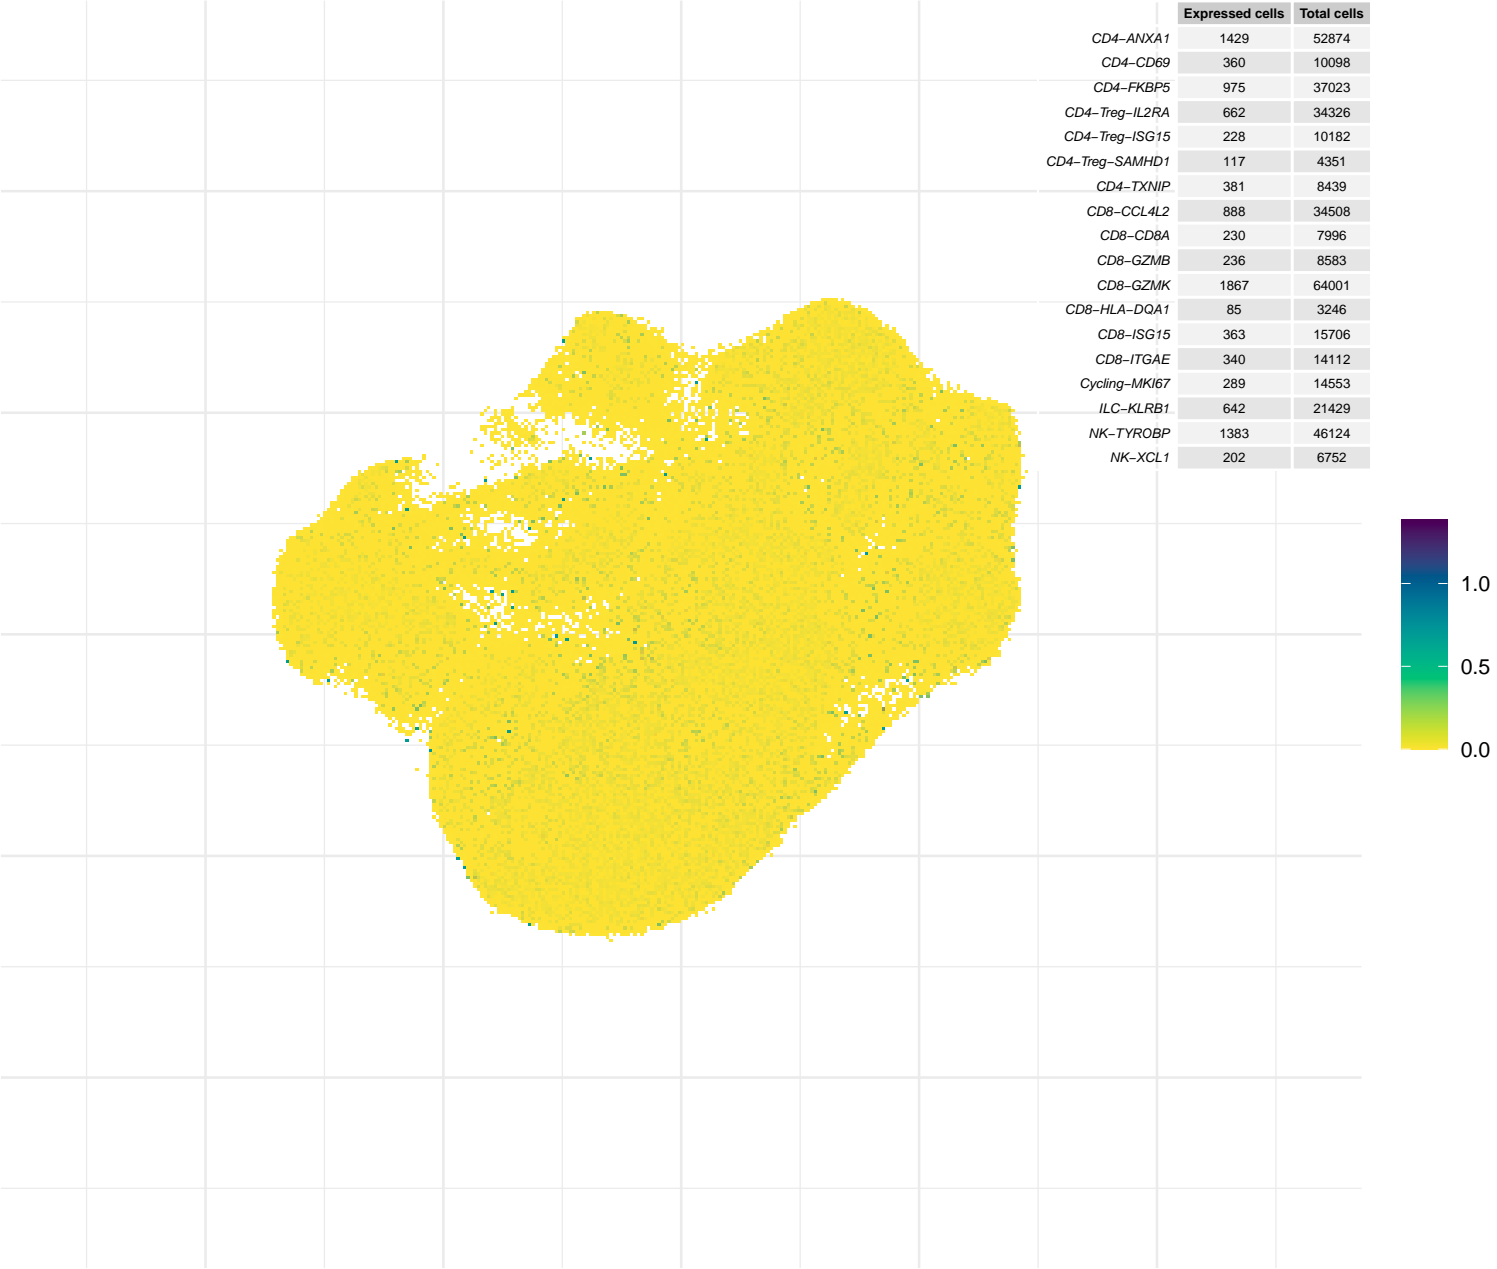 Expressed cells Total cells
CD4−ANXA1 1429 52874
CD4−CD69 360 10098
CD4−FKBP5 975 37023
CD4−Treg−IL2RA 662 34326
CD4−Treg−ISG15 228 10182
CD4−Treg−SAMHD1 117 4351
CD4−TXNIP 381 8439
CD8−CCL4L2 888 34508
CD8−CD8A 230 7996
CD8−GZMB 236 8583
CD8−GZMK 1867 64001
CD8−HLA−DQA1 85 3246
CD8−ISG15 363 15706
CD8−ITGAE 340 14112
Cycling−MKI67 289 14553
ILC−KLRB1 642 21429
NK−TYROBP 1383 46124
NK−XCL1 202 6752
1.0
0.5
0.0